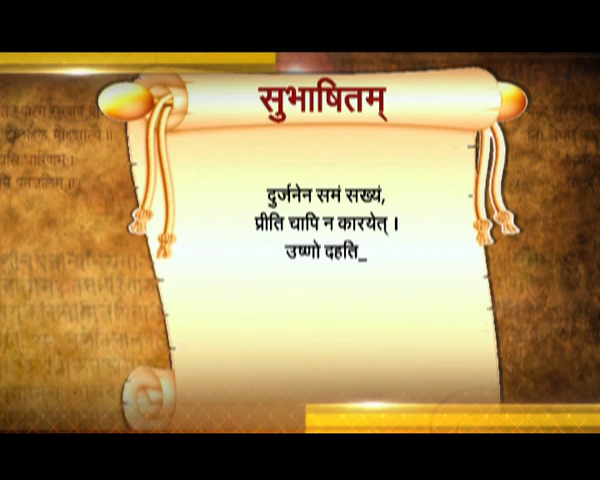 सुभाषितम्
दुर्जनेन समं सख्यं,
प्रीति चापि न कारयेत् ।
उष्णो दहति_